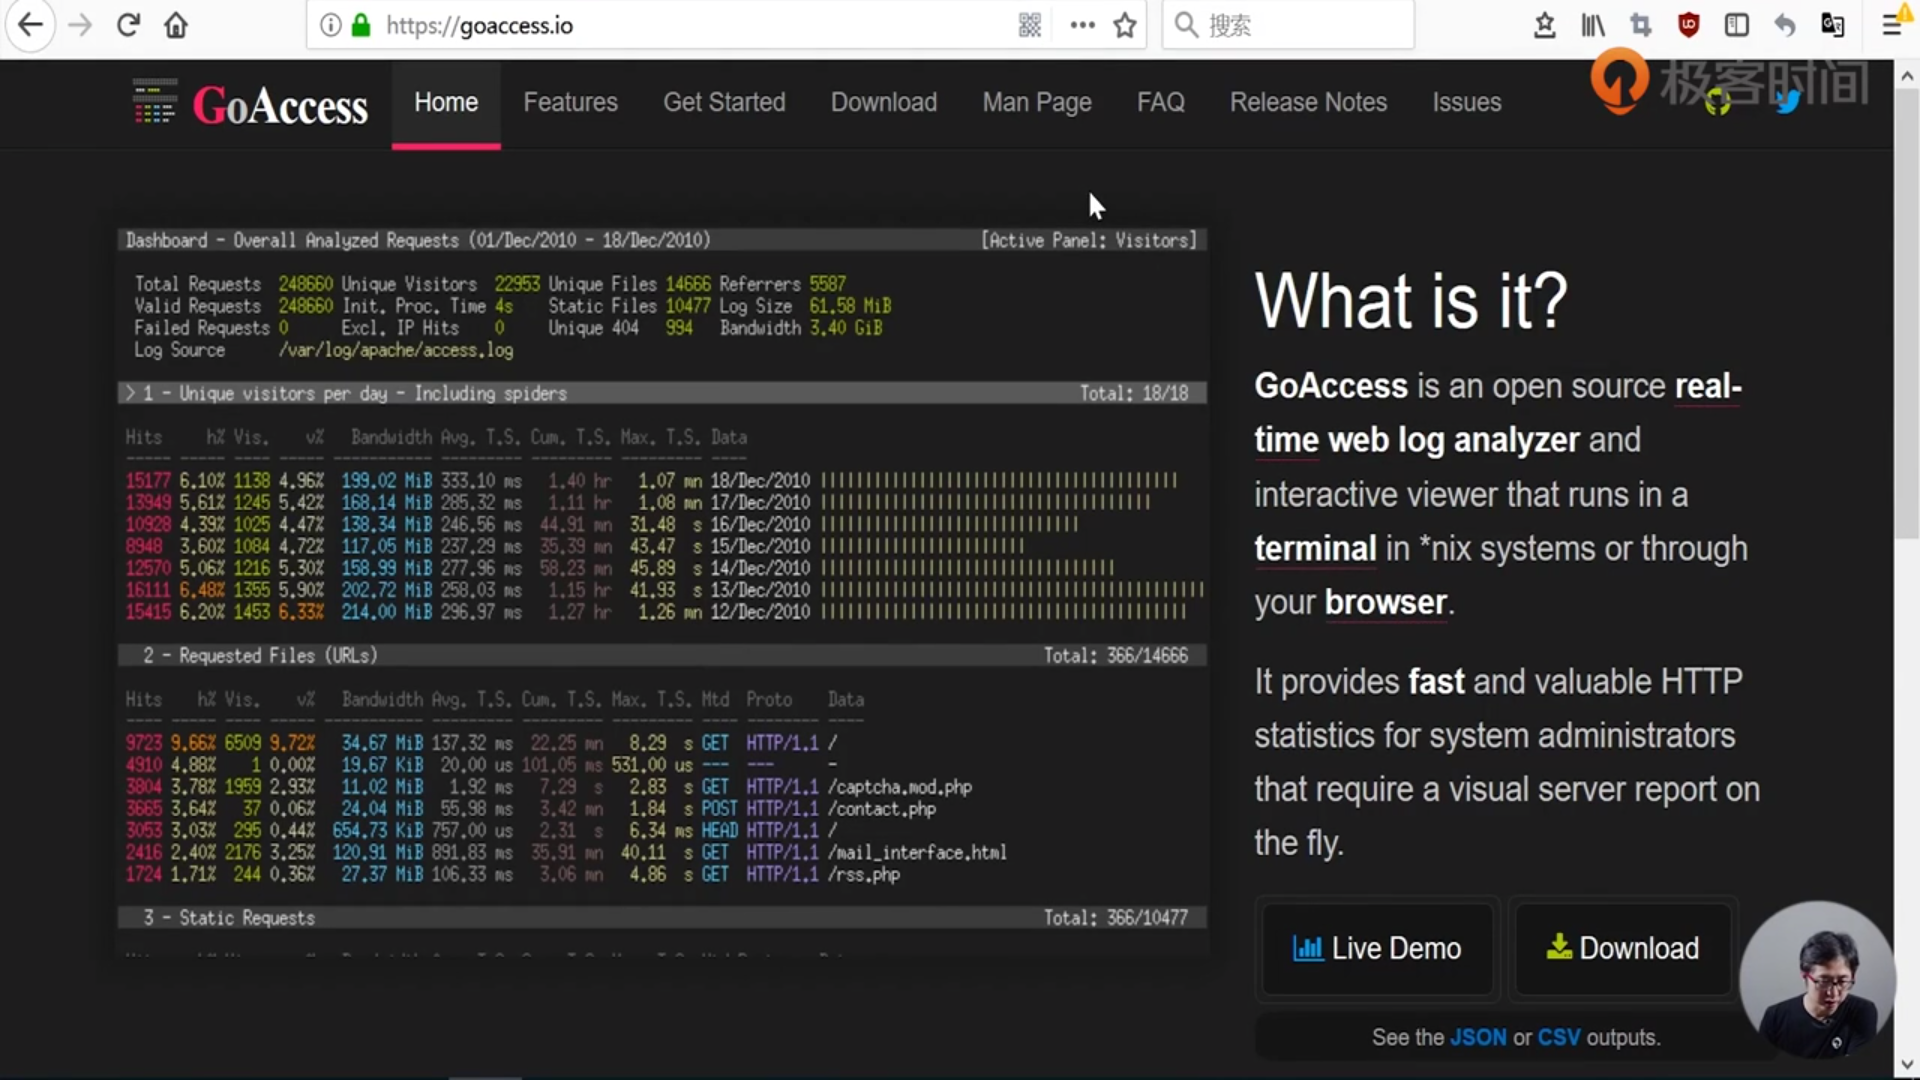 https://goaccess.io
搜索
GoAccess
Home
Features
Get Started
Download
Man Page
FAQ
Release Notes
Issues
极客时间
Dashboard - Overall Analyzed Requests (01/Dec/2010 - 18/Dec/2010) [Active Panel: Visitors]
Total Requests 248660 Unique Visitors 22953 Unique Files 14666 Referrers 5587
Valid Requests 248660 Init. Proc. Time 4s Static Files 10477 Log Size 61.58 MiB
Failed Requests 0 Excl. IP Hits 0 Unique 404 994 Bandwidth 3.40 GiB
Log Source /var/log/apache/access.log
> 1 - Unique visitors per day - Including spiders Total: 18/18
Hits h% Vis. v% Bandwidth Avg. T.S. Cum. T.S. Max. T.S. Data
15177 6.10% 1138 4.96% 199.02 MiB 333.10 ms 1.40 hr 1.07 mn 18/Dec/2010
13949 5.61% 1245 5.42% 168.14 MiB 285.32 ms 1.11 hr 1.08 mn 17/Dec/2010
10928 4.39% 1025 4.47% 138.34 MiB 246.56 ms 44.91 mn 31.48 s 16/Dec/2010
8948 3.60% 1084 4.72% 117.05 MiB 237.29 ms 35.39 mn 43.47 s 15/Dec/2010
12570 5.06% 1216 5.30% 158.99 MiB 277.96 ms 58.23 mn 45.89 s 14/Dec/2010
16111 6.48% 1355 5.90% 202.72 MiB 258.03 ms 1.15 hr 41.93 s 13/Dec/2010
15415 6.20% 1453 6.33% 214.00 MiB 296.97 ms 1.27 hr 1.26 mn 12/Dec/2010
2 - Requested Files (URLs) Total: 366/14666
Hits h% Vis. v% Bandwidth Avg. T.S. Cum. T.S. Max. T.S. Mtd Proto Data
9723 9.66% 6509 9.72% 34.67 MiB 137.32 ms 22.25 mn 8.29 s GET HTTP/1.1 /
4910 4.88% 1 0.00% 19.67 KiB 20.00 us 101.05 ms 531.00 us --- --- -
3804 3.78% 1959 2.93% 11.02 MiB 1.92 ms 7.29 s 2.83 s GET HTTP/1.1 /captcha.mod.php
3665 3.64% 37 0.06% 24.04 MiB 55.98 ms 3.42 mn 1.84 s POST HTTP/1.1 /contact.php
3053 3.03% 295 0.44% 654.73 KiB 757.00 us 2.31 s 6.34 ms HEAD HTTP/1.1 /
2416 2.40% 2176 3.25% 120.91 MiB 891.83 ms 35.91 mn 40.11 s GET HTTP/1.1 /mail_interface.html
1724 1.71% 244 0.36% 27.37 MiB 106.33 ms 3.06 mn 4.86 s GET HTTP/1.1 /rss.php
3 - Static Requests Total: 366/10477
What is it?
GoAccess is an open source real-
time web log analyzer and
interactive viewer that runs in a
terminal in *nix systems or through
your browser.
It provides fast and valuable HTTP
statistics for system administrators
that require a visual server report on
the fly.
Live Demo
Download
See the JSON or CSV outputs.